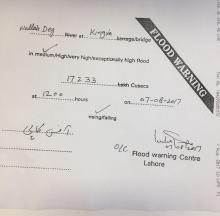 Nullah Deg River at Kingra barrage/bridge
in medium/high/very high/exceptionally high flood
17233 Lakh Cusecs
at 1200 hours on 07-08-2017
rising/falling
FLOOD WARNING
O/C
Flood warning Centre
Lahore